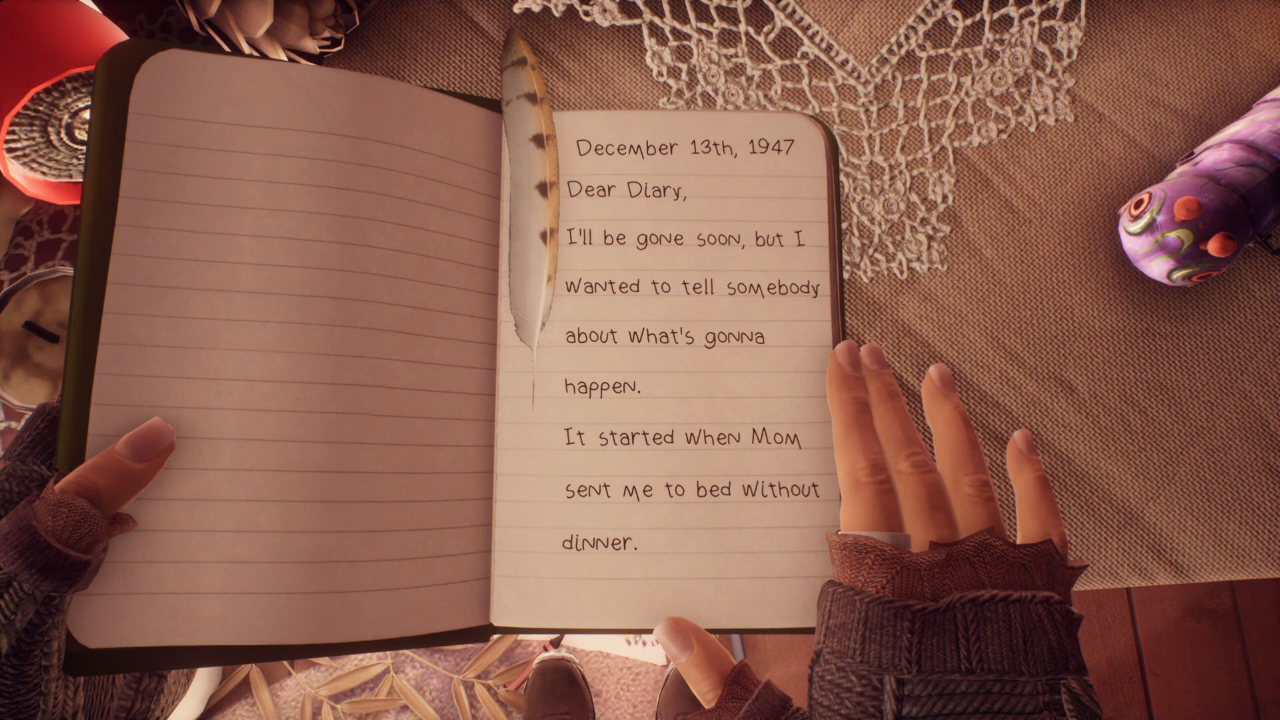 December 13th, 1947
Dear Diary,
I'll be gone soon, but I
wanted to tell somebody
about what's gonna
happen.
It started when Mom
sent me to bed without
dinner.